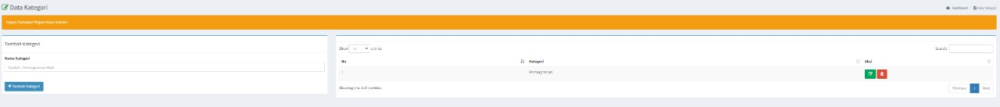 Data Kategori
Dashboard
Data Kategori
Hapus Transaksi Pinjam Buku Sukses !
Tambah Kategori
Nama Kategori
Contoh : Pemrograman Web
+ Tambah Kategori
Show 10 entries
Search:
No Kategori Aksi
1 Pemrograman
Showing 1 to 1 of 1 entries
Previous 1 Next